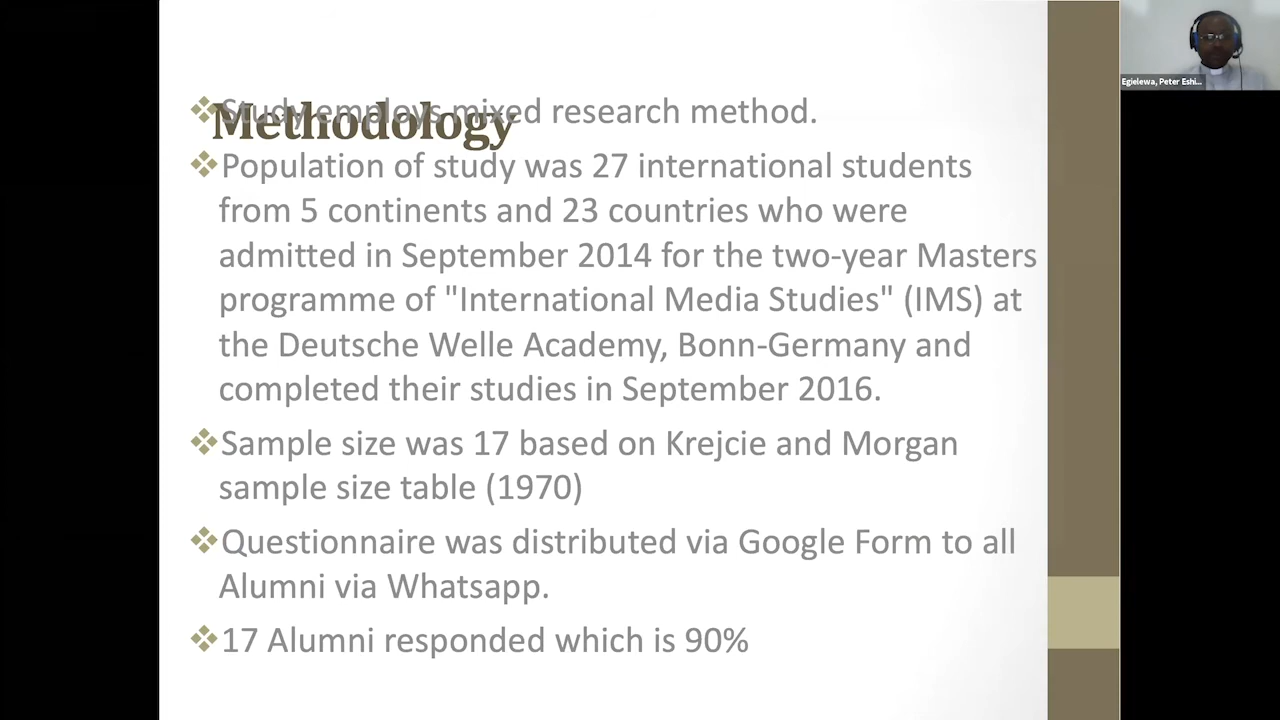 Methodology
❖Study employs mixed research method.
❖Population of study was 27 international students
from 5 continents and 23 countries who were
admitted in September 2014 for the two-year Masters
programme of "International Media Studies" (IMS) at
the Deutsche Welle Academy, Bonn-Germany and
completed their studies in September 2016.
❖Sample size was 17 based on Krejcie and Morgan
sample size table (1970)
❖Questionnaire was distributed via Google Form to all
Alumni via Whatsapp.
❖17 Alumni responded which is 90%
Egielewa, Peter Eshi...